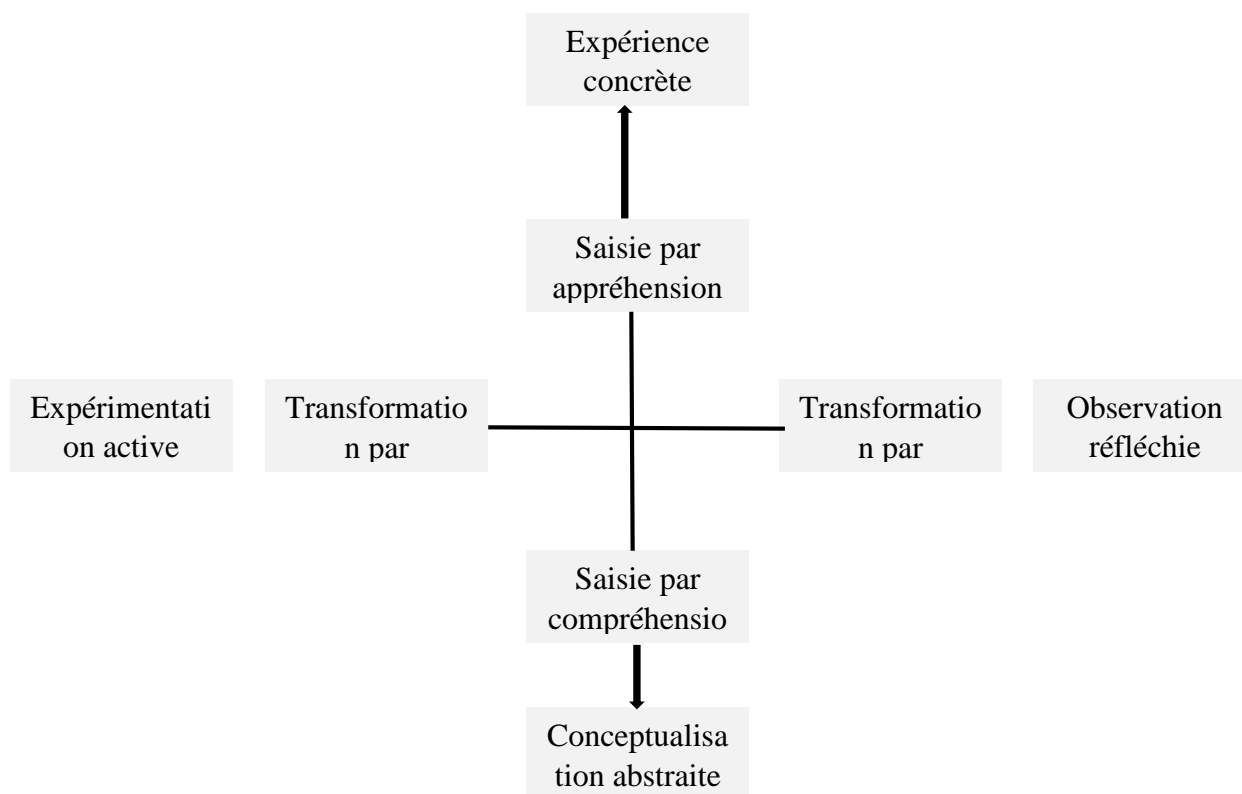 Expérience
concrète
Saisie par
appréhension
Expérimentati
on active
Transformatio
n par
Transformatio
n par
Observation
réfléchie
Saisie par
compréhensio
Conceptualisa
tion abstraite